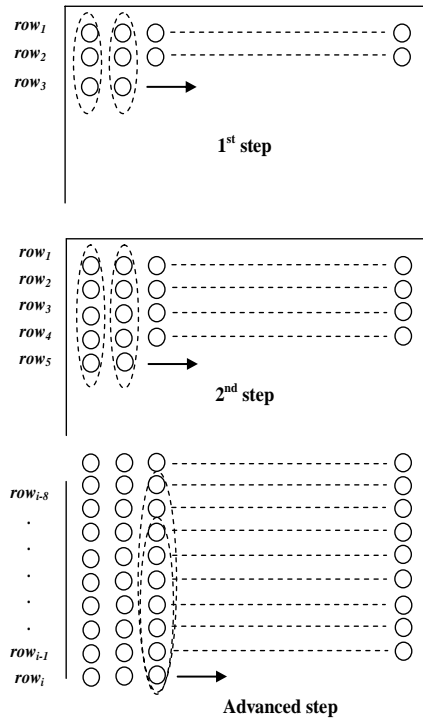 row1
row2
row3
1st step
row1
row2
row3
row4
row5
2nd step
rowi-8
.
.
.
.
.
rowi-1
rowi
Advanced step